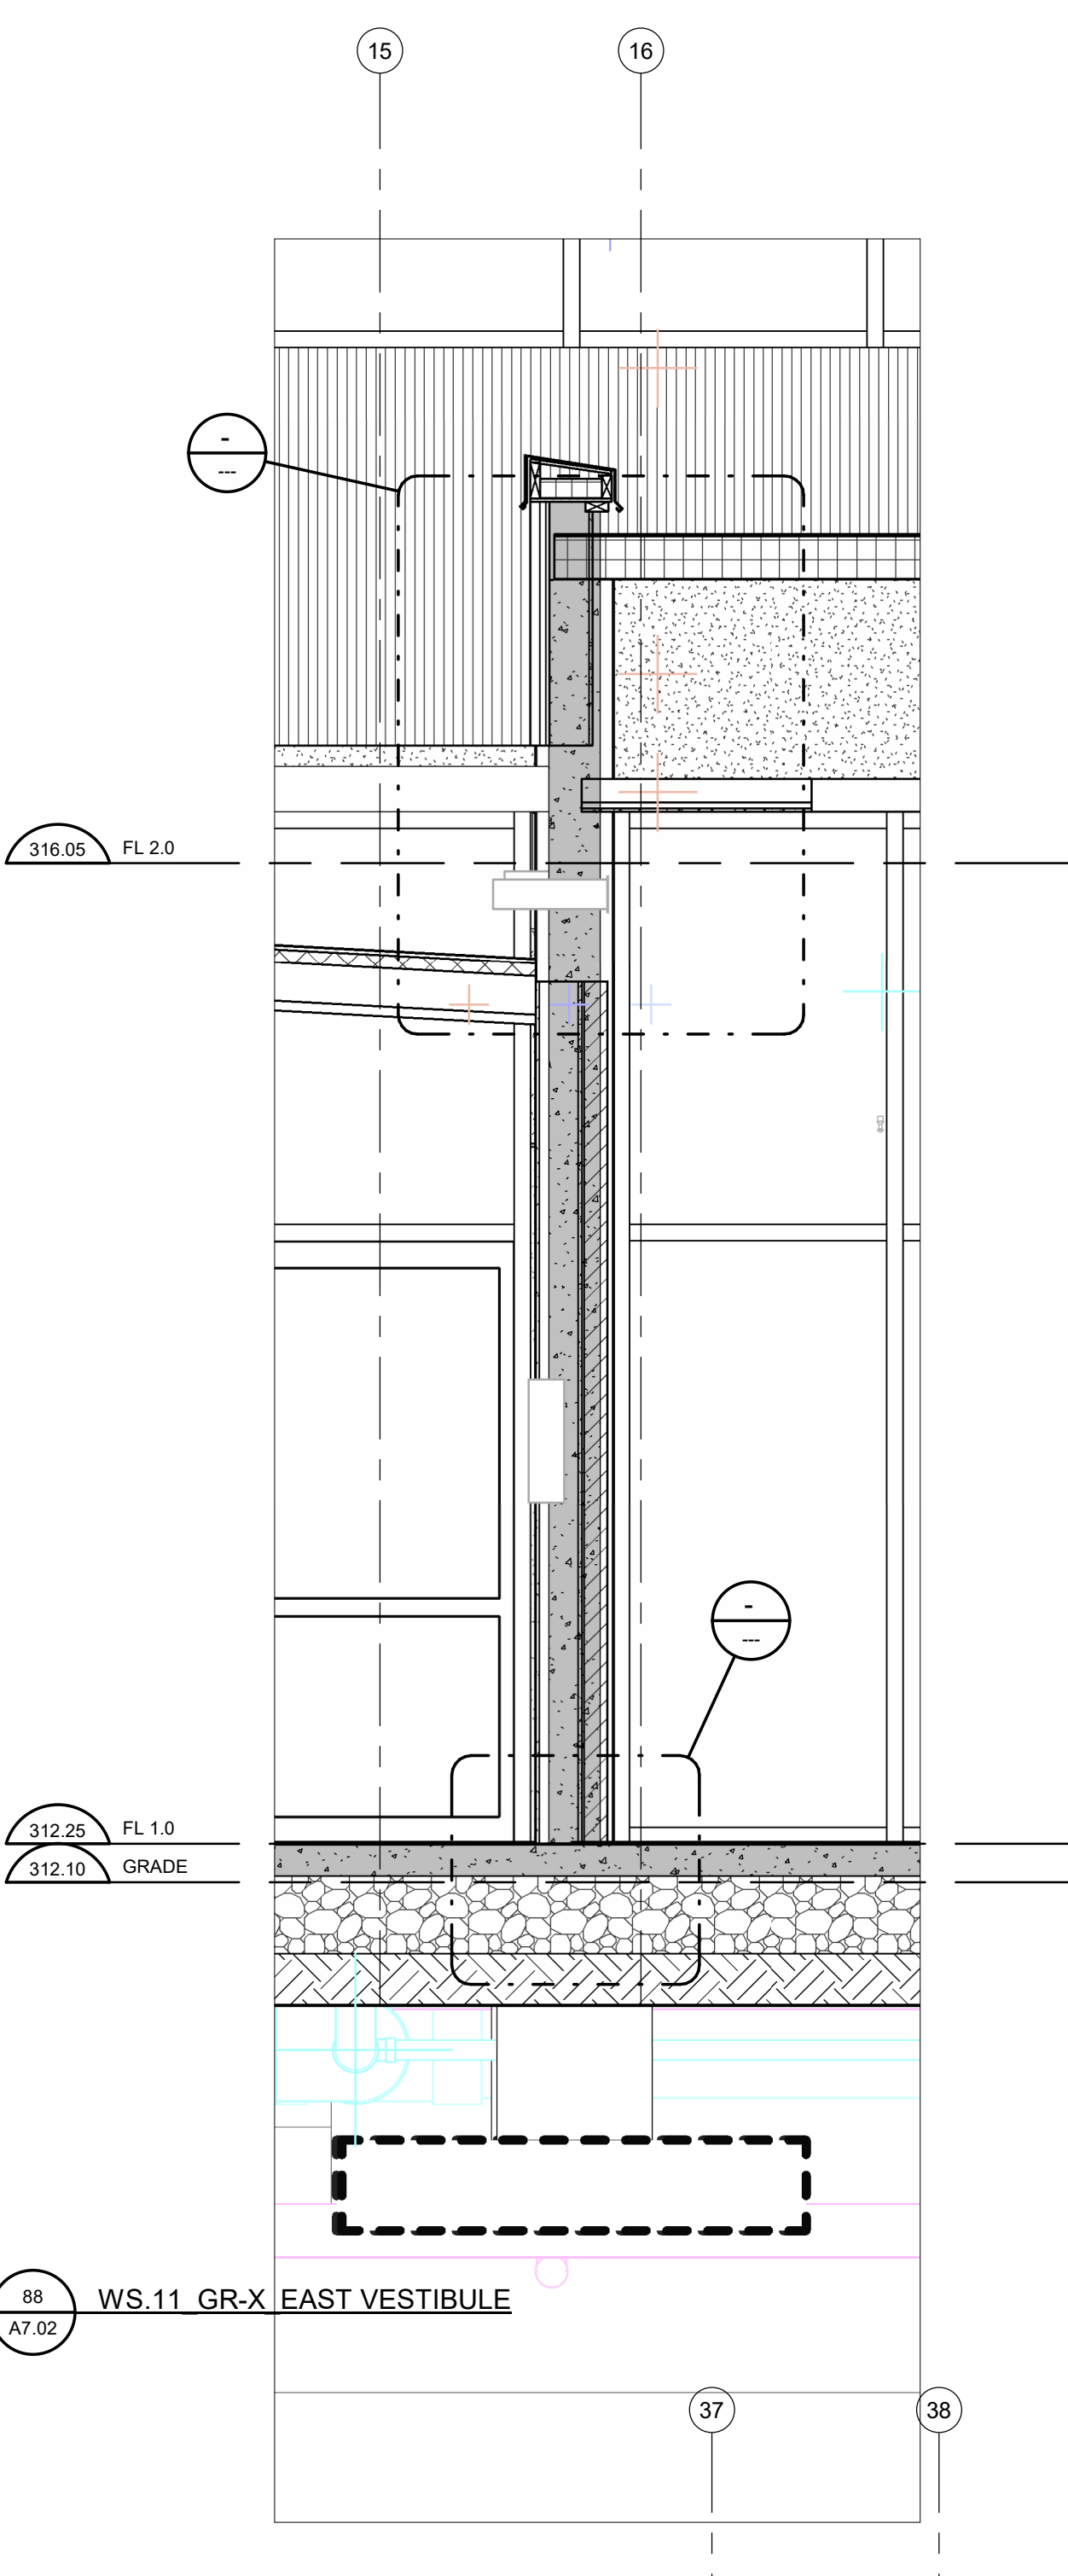 15
16
-
---
316.05 FL 2.0
-
---
312.25 FL 1.0
312.10 GRADE
88
A7.02
WS.11_GR-X_EAST VESTIBULE
37
38